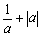 1/a + |a|